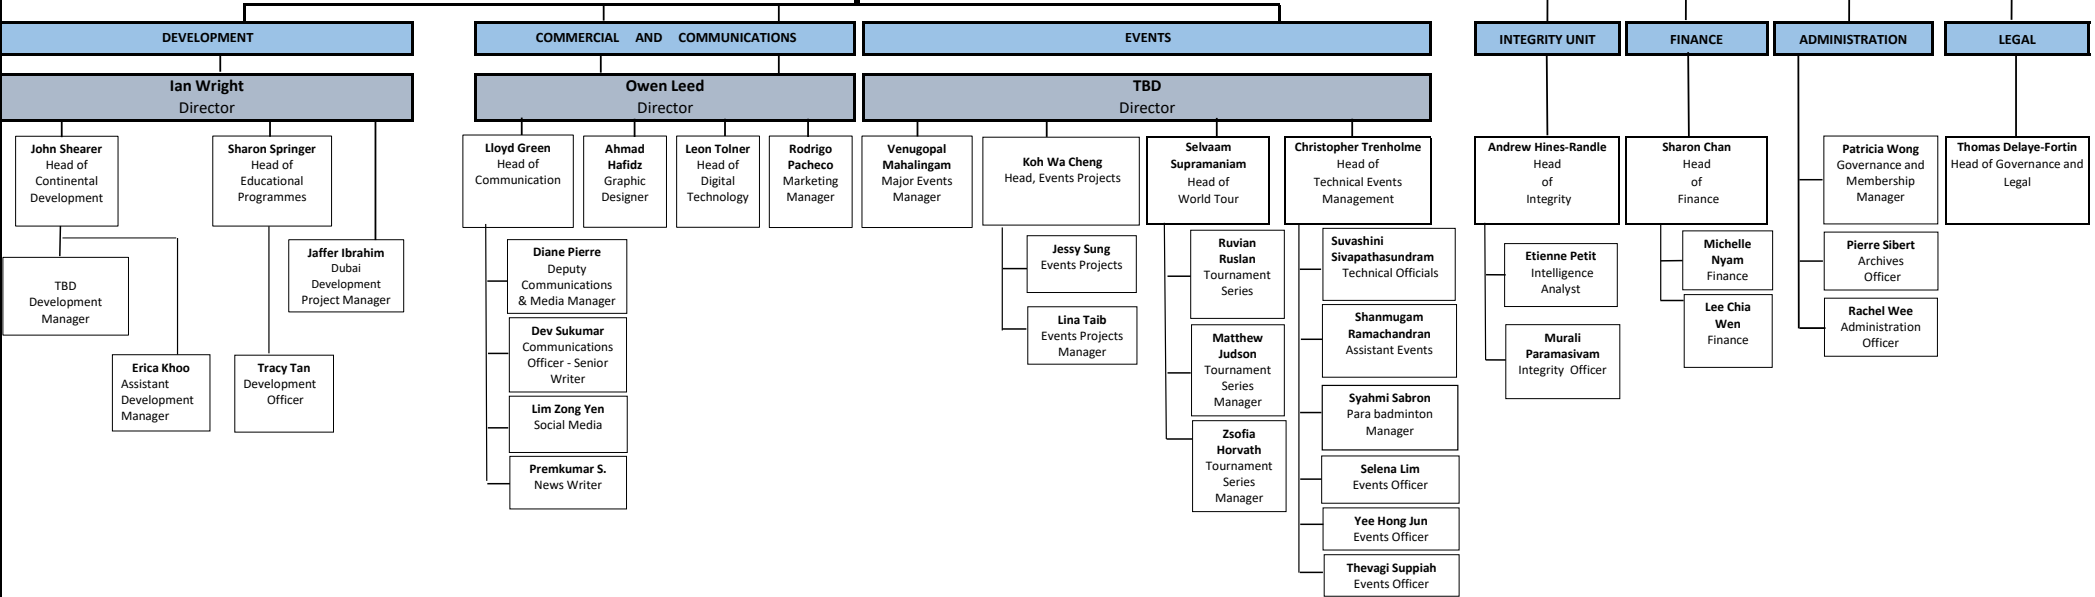 DEVELOPMENT
COMMERCIAL AND COMMUNICATIONS
EVENTS
INTEGRITY UNIT
FINANCE
ADMINISTRATION
LEGAL
Ian Wright
Director
Owen Leed
Director
TBD
Director
John Shearer
Head of
Continental
Development
Sharon Springer
Head of
Educational
Programmes
Jaffer Ibrahim
Dubai
Development
Project Manager
TBD
Development
Manager
Erica Khoo
Assistant
Development
Manager
Tracy Tan
Development
Officer
Lloyd Green
Head of
Communication
Ahmad
Hafidz
Graphic
Designer
Leon Tolner
Head of
Digital
Technology
Rodrigo
Pacheco
Marketing
Manager
Diane Pierre
Deputy
Communications
& Media Manager
Dev Sukumar
Communications
Officer - Senior
Writer
Lim Zong Yen
Social Media
Premkumar S.
News Writer
Venugopal
Mahalingam
Major Events
Manager
Koh Wa Cheng
Head, Events Projects
Jessy Sung
Events Projects
Lina Taib
Events Projects
Manager
Selvaam
Supramaniam
Head of
World Tour
Ruvian
Ruslan
Tournament
Series
Matthew
Judson
Tournament
Series
Manager
Zsofia
Horvath
Tournament
Series
Manager
Christopher Trenholme
Head of
Technical Events
Management
Suvashini
Sivapathasundram
Technical Officials
Shanmugam
Ramachandran
Assistant Events
Syahmi Sabron
Para badminton
Manager
Selena Lim
Events Officer
Yee Hong Jun
Events Officer
Thevagi Suppiah
Events Officer
Andrew Hines-Randle
Head
of
Integrity
Etienne Petit
Intelligence
Analyst
Murali
Paramasivam
Integrity Officer
Sharon Chan
Head
of
Finance
Michelle
Nyam
Finance
Lee Chia
Wen
Finance
Patricia Wong
Governance and
Membership
Manager
Pierre Sibert
Archives
Officer
Rachel Wee
Administration
Officer
Thomas Delaye-Fortin
Head of Governance and
Legal